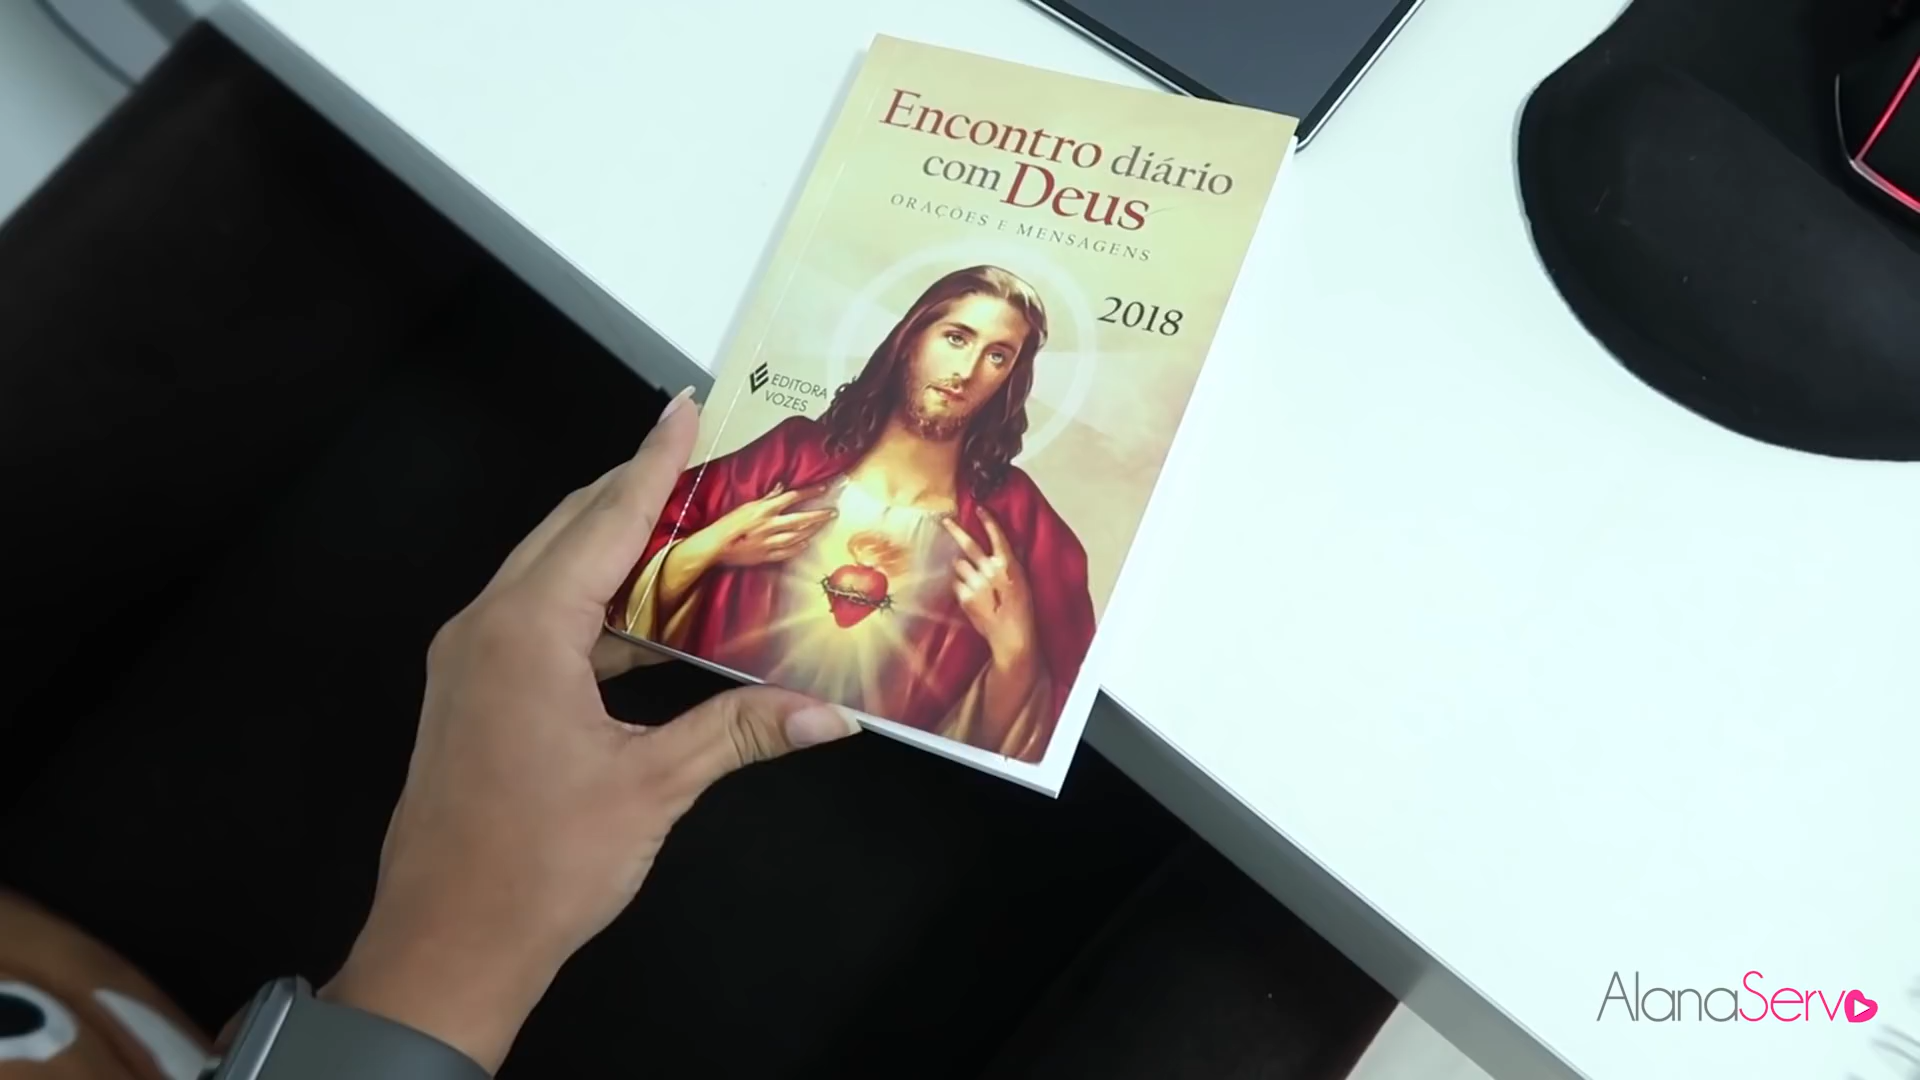 Encontro diário
com Deus
ORAÇÕES E MENSAGENS
2018
EDITORA
VOZES
AlanaServo